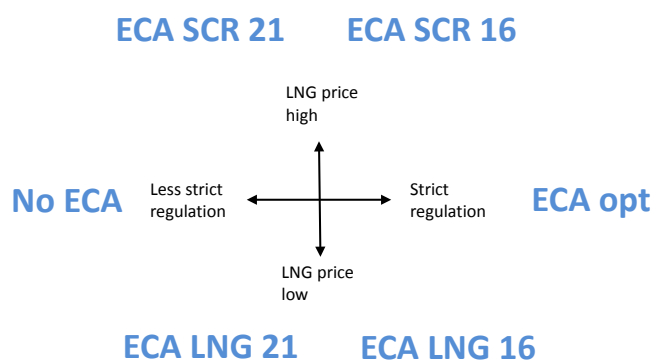 ECA SCR 21 ECA SCR 16
LNG price
high
No ECA
Less strict
regulation
Strict
regulation
ECA opt
LNG price
low
ECA LNG 21 ECA LNG 16